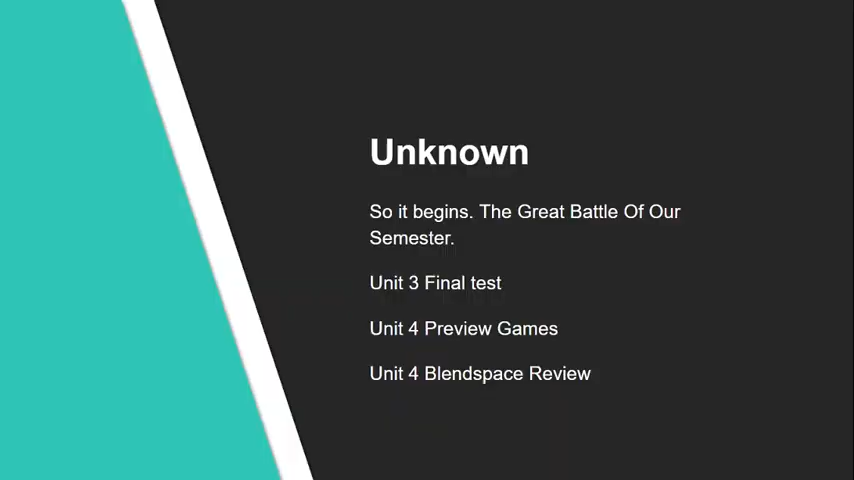 Unknown
So it begins. The Great Battle Of Our
Semester.
Unit 3 Final test
Unit 4 Preview Games
Unit 4 Blendspace Review